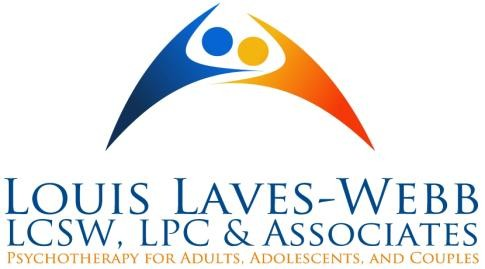 Louis Laves-Webb
LCSW, LPC & Associates
Psychotherapy for Adults, Adolescents, and Couples